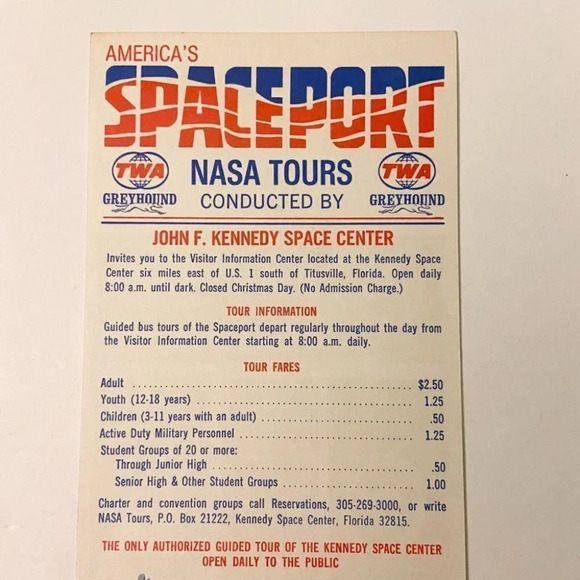 AMERICA'S
SPACEPORT
TWA NASA TOURS TWA
GREYHOUND CONDUCTED BY GREYHOUND
JOHN F. KENNEDY SPACE CENTER
Invites you to the Visitor Information Center located at the Kennedy Space
Center six miles east of U.S. 1 south of Titusville, Florida. Open daily
8:00 a.m. until dark. Closed Christmas Day. (No Admission Charge.)
TOUR INFORMATION
Guided bus tours of the Spaceport depart regularly throughout the day from
the Visitor Information Center starting at 8:00 a.m. daily.
TOUR FARES
Adult ........ $2.50
Youth (12-18 years) ........ 1.25
Children (3-11 years with an adult) ........ .50
Active Duty Military Personnel ........ 1.25
Student Groups of 20 or more:
Through Junior High ........ .50
Senior High & Other Student Groups ........ 1.00
Charter and convention groups call Reservations, 305-269-3000, or write
NASA Tours, P.O. Box 21222, Kennedy Space Center, Florida 32815.
THE ONLY AUTHORIZED GUIDED TOUR OF THE KENNEDY SPACE CENTER
OPEN DAILY TO THE PUBLIC